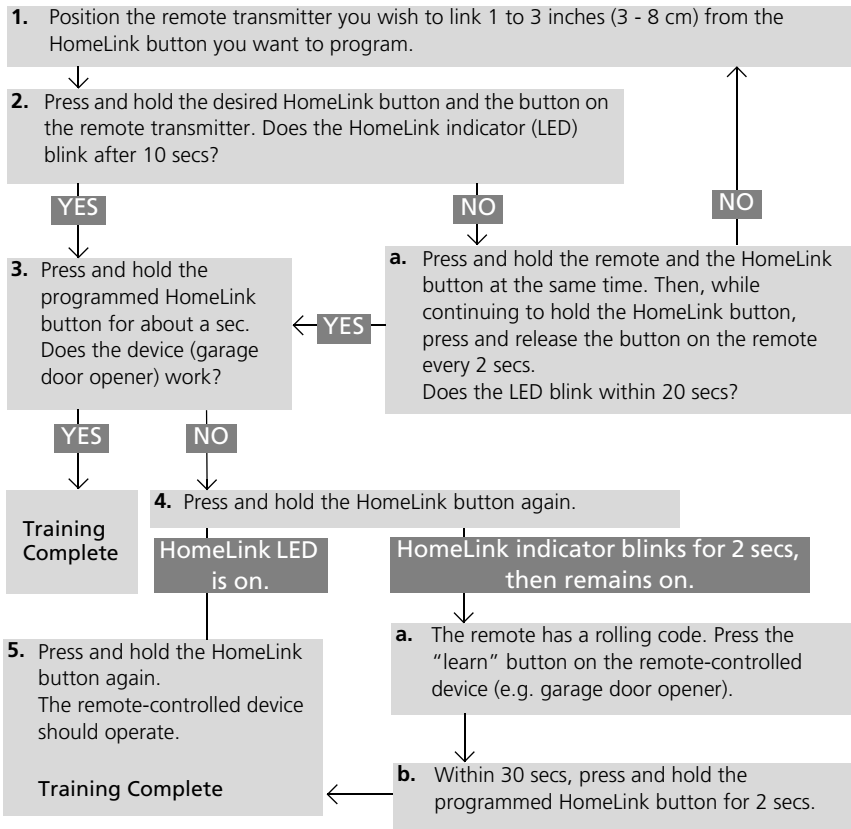 1. Position the remote transmitter you wish to link 1 to 3 inches (3 - 8 cm) from the
HomeLink button you want to program.
2. Press and hold the desired HomeLink button and the button on
the remote transmitter. Does the HomeLink indicator (LED)
blink after 10 secs?
YES
NO
NO
3. Press and hold the
programmed HomeLink
button for about a sec.
Does the device (garage
door opener) work?
YES
a. Press and hold the remote and the HomeLink
button at the same time. Then, while
continuing to hold the HomeLink button,
press and release the button on the remote
every 2 secs.
Does the LED blink within 20 secs?
YES
NO
Training
Complete
4. Press and hold the HomeLink button again.
HomeLink LED
is on.
HomeLink indicator blinks for 2 secs,
then remains on.
5. Press and hold the HomeLink
button again.
The remote-controlled device
should operate.
Training Complete
a. The remote has a rolling code. Press the
“learn” button on the remote-controlled
device (e.g. garage door opener).
b. Within 30 secs, press and hold the
programmed HomeLink button for 2 secs.